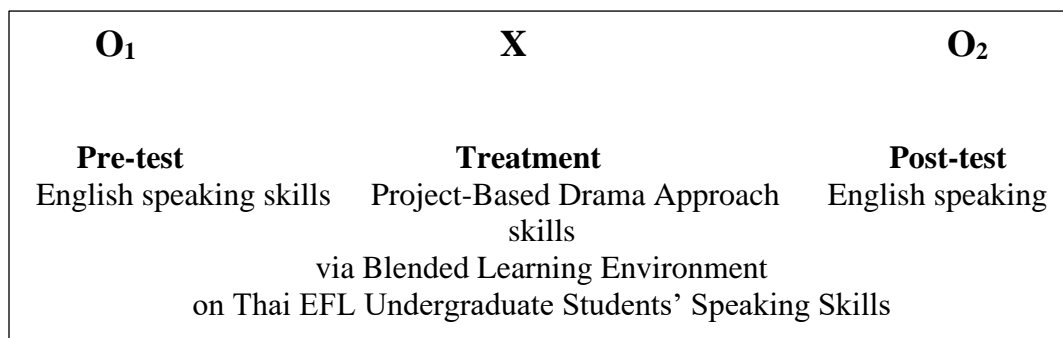 O₁ X O₂
Pre-test Treatment Post-test
English speaking skills Project-Based Drama Approach English speaking
skills
via Blended Learning Environment
on Thai EFL Undergraduate Students’ Speaking Skills